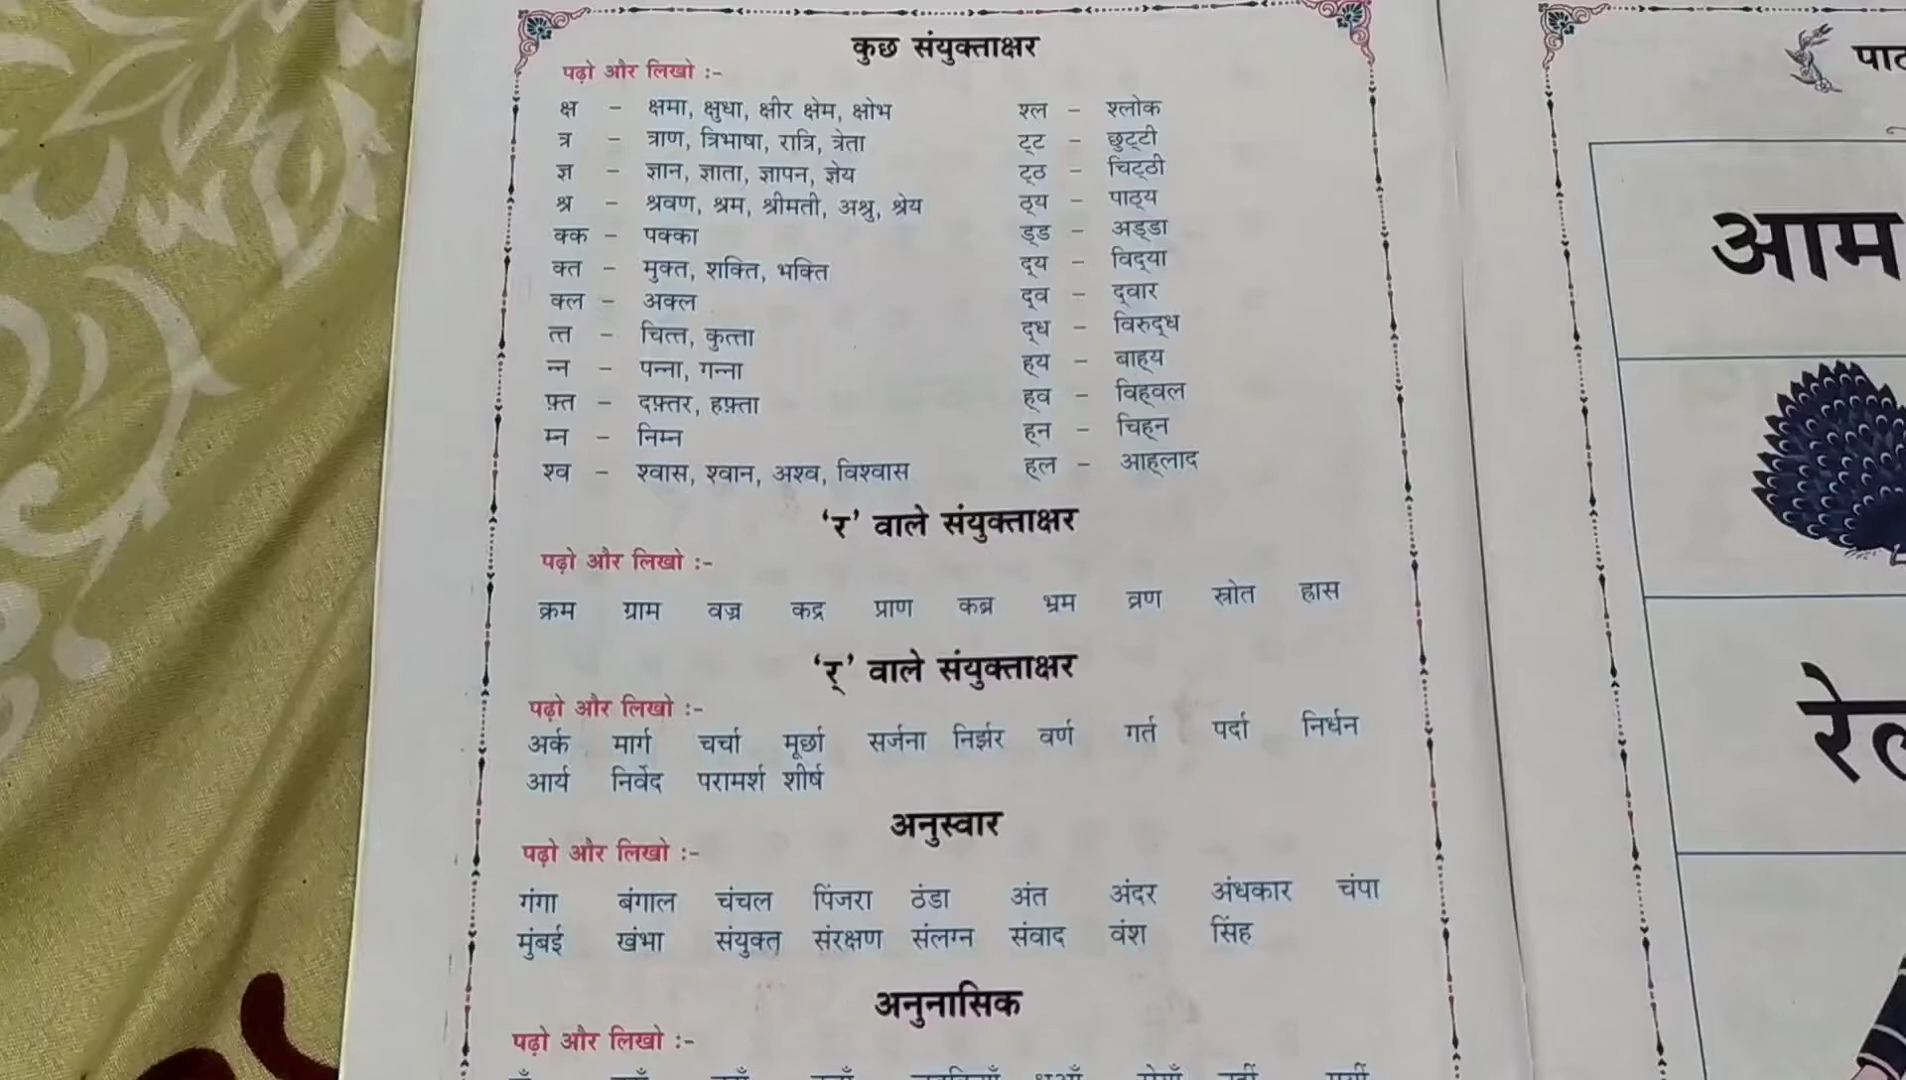 कुछ संयुक्ताक्षर
पढ़ो और लिखो :-
क्ष – क्षमा, क्षुधा, क्षीर क्षेम, क्षोभ
त्र – त्राण, त्रिभाषा, रात्रि, त्रेता
ज्ञ – ज्ञान, ज्ञाता, ज्ञापन, ज्ञेय
श्र – श्रवण, श्रम, श्रीमती, अश्रु, श्रेय
क्क – पक्का
क्त – मुक्त, शक्ति, भक्ति
क्ल – अक्ल
त्त – चित्त, कुत्ता
न्न – पन्ना, गन्ना
फ़्त – दफ़्तर, हफ़्ता
म्न – निम्न
श्व – श्वास, श्वान, अश्व, विश्वास
श्ल – श्लोक
ट्ट – छुट्टी
ट्ठ – चिट्ठी
ठ्य – पाठ्य
ड्ड – अड्डा
द्य – विद्या
द्व – द्वार
द्ध – विरुद्ध
ह्य – बाह्य
ह्व – विह्वल
ह्न – चिह्न
ह्ल – आह्लाद
‘र’ वाले संयुक्ताक्षर
पढ़ो और लिखो :-
क्रम ग्राम वज्र कद्र प्राण कब्र भ्रम व्रण स्रोत ह्रास
‘र्’ वाले संयुक्ताक्षर
पढ़ो और लिखो :-
अर्क मार्ग चर्चा मूर्छा सर्जना निर्झर वर्ण गर्त पर्दा निर्धन
आर्य निर्वेद परामर्श शीर्ष
अनुस्वार
पढ़ो और लिखो :-
गंगा बंगाल चंचल पिंजरा ठंडा अंत अंदर अंधकार चंपा
मुंबई खंभा संयुक्त संरक्षण संलग्न संवाद वंश सिंह
अनुनासिक
पढ़ो और लिखो :-
आम